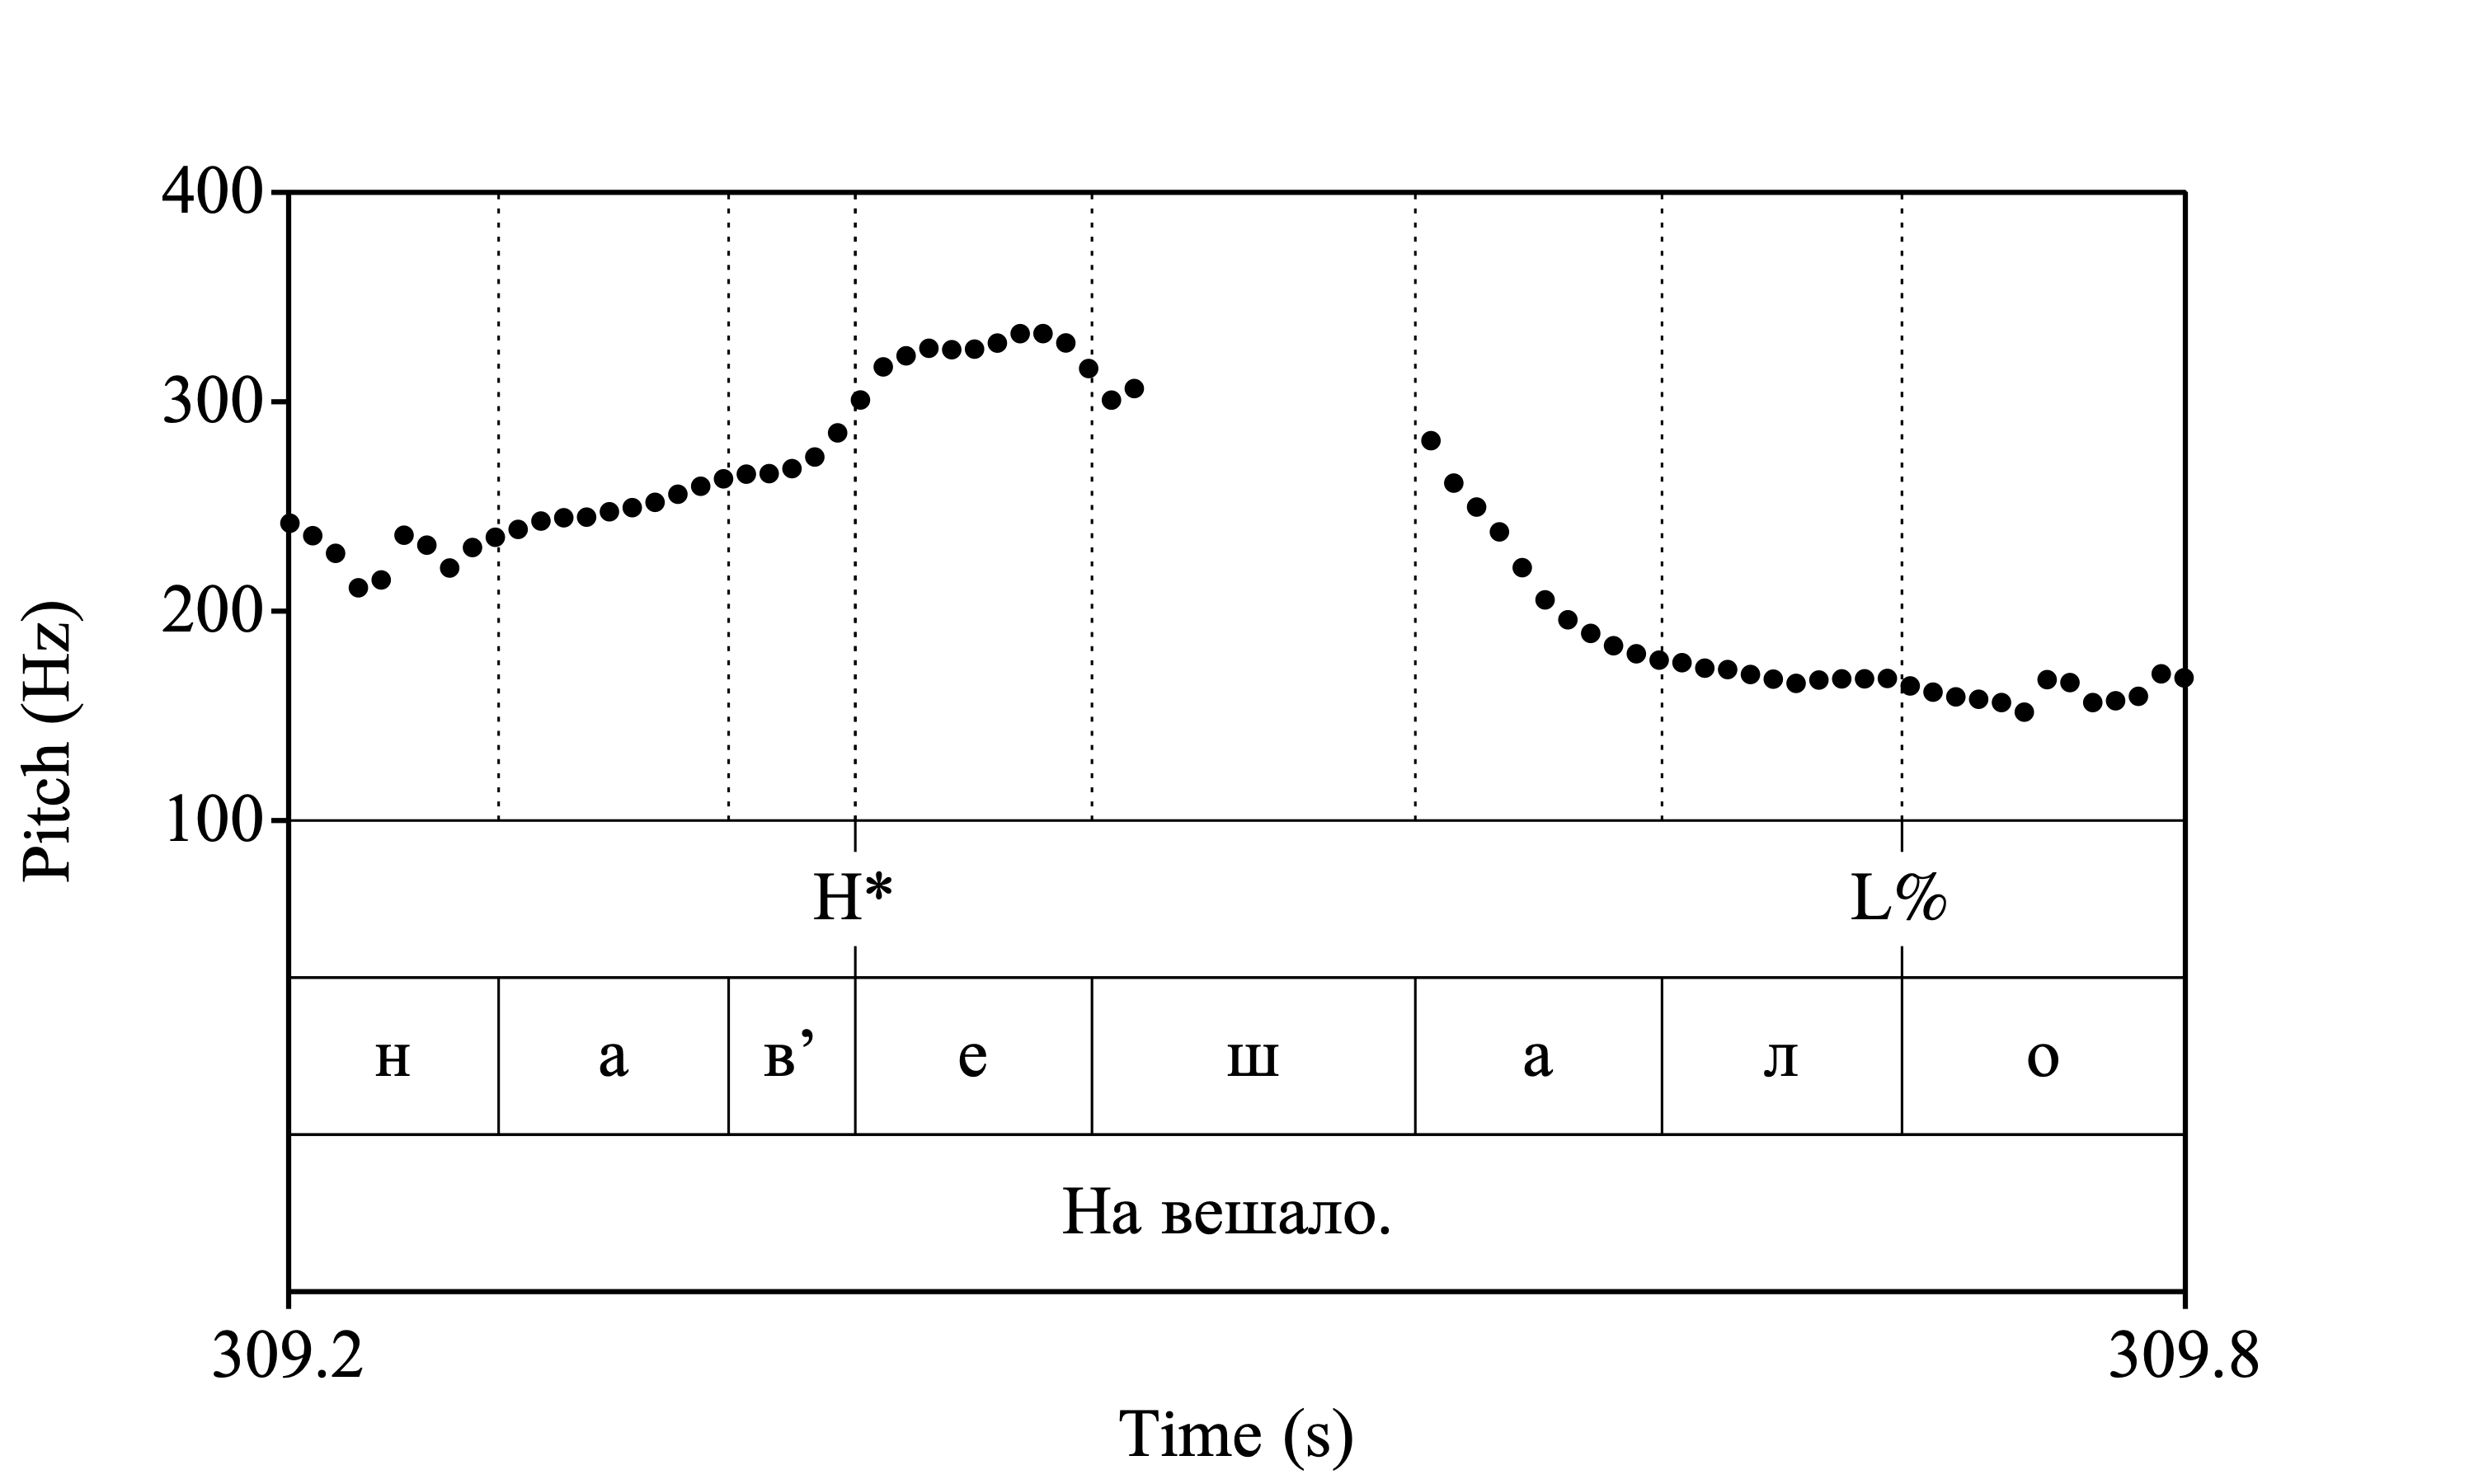 400
300
200
100
Pitch (Hz)
H* L%
н а в’ е ш а л о
На вешало.
309.2 309.8
Time (s)